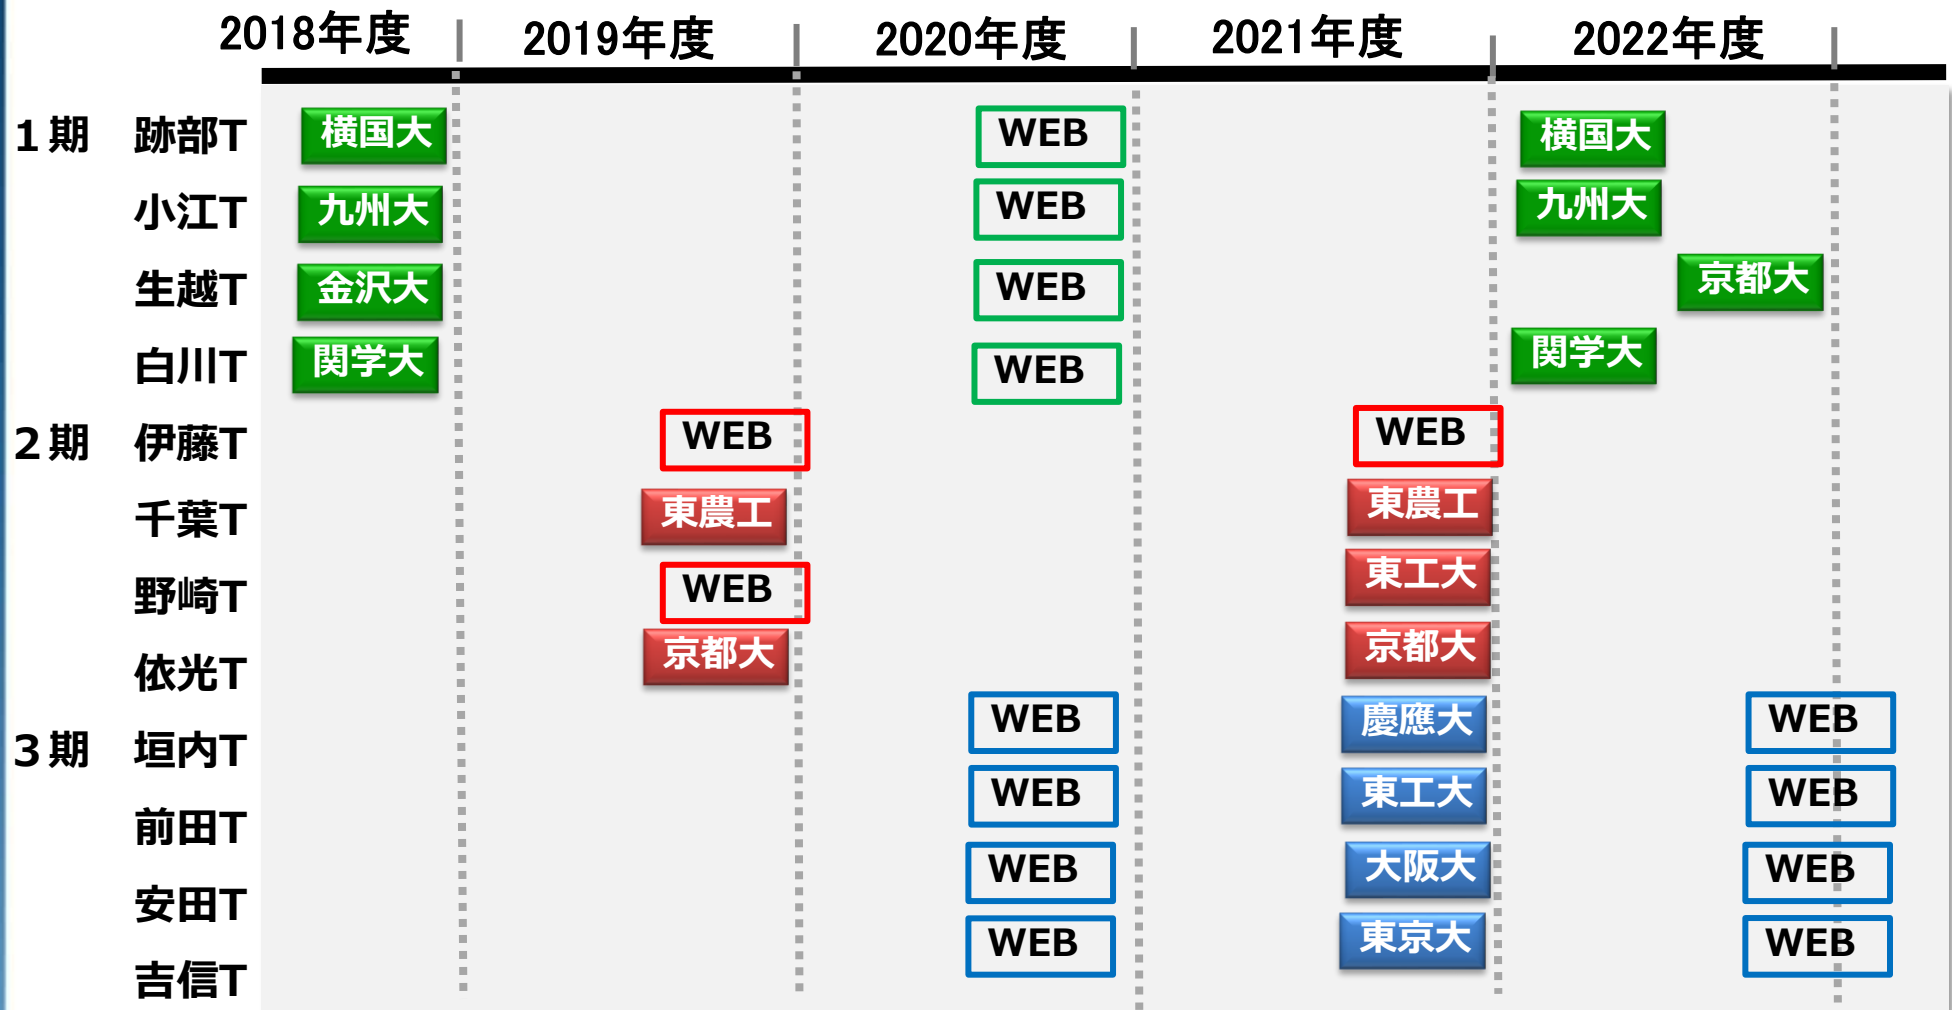 2018年度 2019年度 2020年度 2021年度 2022年度
1期 跡部T 横国大 WEB 横国大
小江T 九州大 WEB 九州大
生越T 金沢大 WEB 京都大
白川T 関学大 WEB 関学大
2期 伊藤T WEB WEB
千葉T 東農工 東農工
野崎T WEB 東工大
依光T 京都大 京都大
3期 垣内T WEB 慶應大 WEB
前田T WEB 東工大 WEB
安田T WEB 大阪大 WEB
吉信T WEB 東京大 WEB